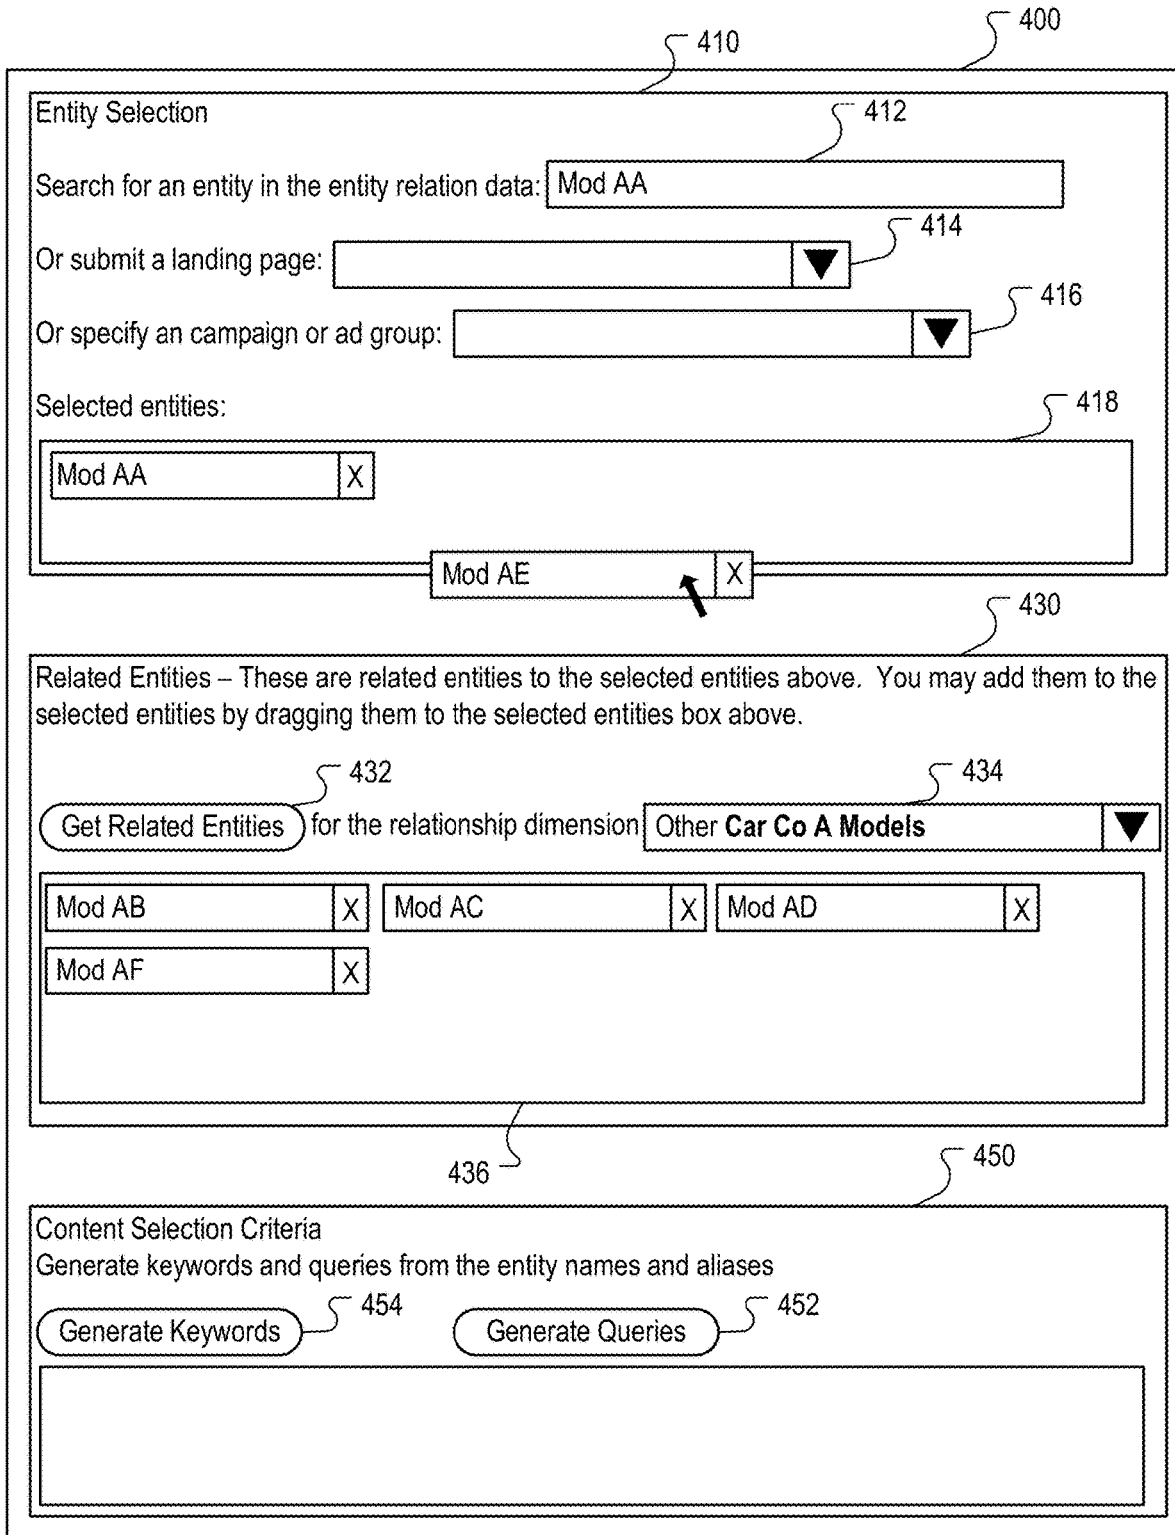 400
410
Entity Selection
412
Search for an entity in the entity relation data: Mod AA
414
Or submit a landing page:
416
Or specify an campaign or ad group:
Selected entities:
418
Mod AA X
Mod AE X
430
Related Entities – These are related entities to the selected entities above. You may add them to the
selected entities by dragging them to the selected entities box above.
432
434
Get Related Entities for the relationship dimension Other Car Co A Models
Mod AB X Mod AC X Mod AD X
Mod AF X
436
450
Content Selection Criteria
Generate keywords and queries from the entity names and aliases
454
452
Generate Keywords Generate Queries